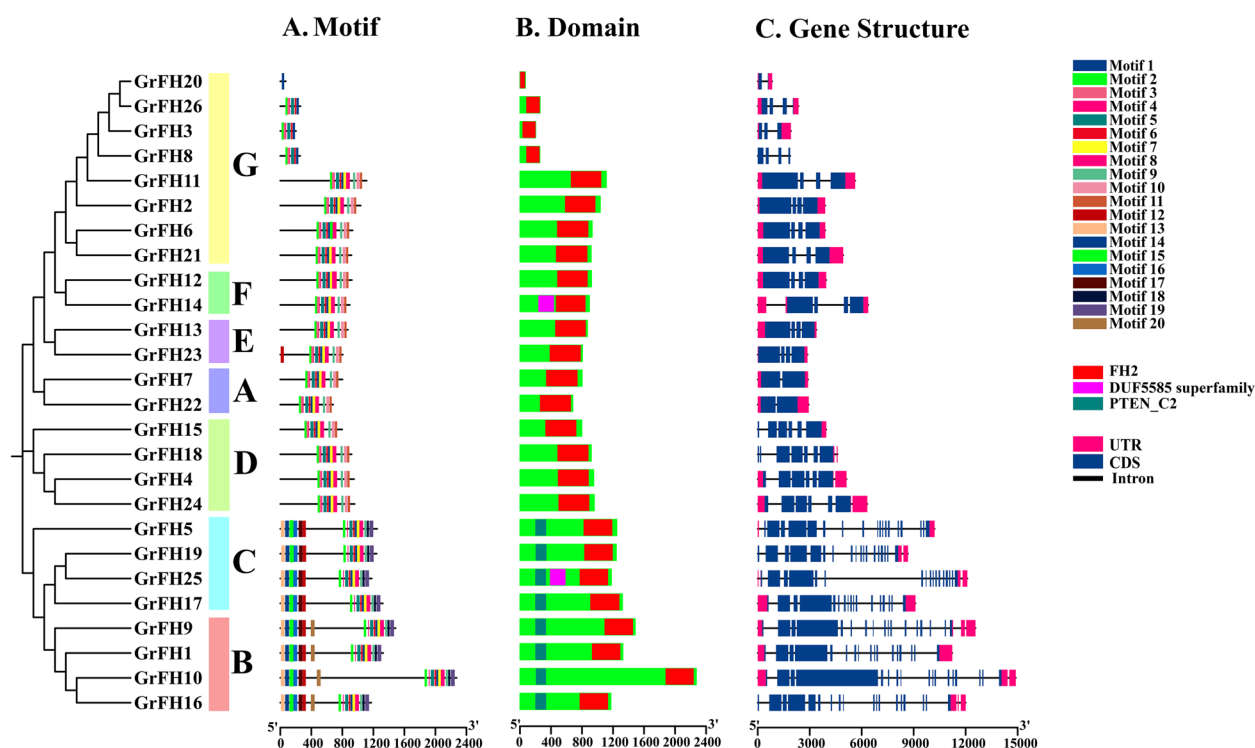 A. Motif B. Domain C. Gene Structure
GrFH20
GrFH26
GrFH3
GrFH8
GrFH11
GrFH2
GrFH6
GrFH21
GrFH12
GrFH14
GrFH13
GrFH23
GrFH7
GrFH22
GrFH15
GrFH18
GrFH4
GrFH24
GrFH5
GrFH19
GrFH25
GrFH17
GrFH9
GrFH1
GrFH10
GrFH16
G
F
E
A
D
C
B
5' 3'
0 400 800 1200 1600 2000 2400
5' 3'
0 400 800 1200 1600 2000 2400
5' 3'
0 3000 6000 9000 12000 15000
Motif 1
Motif 2
Motif 3
Motif 4
Motif 5
Motif 6
Motif 7
Motif 8
Motif 9
Motif 10
Motif 11
Motif 12
Motif 13
Motif 14
Motif 15
Motif 16
Motif 17
Motif 18
Motif 19
Motif 20
FH2
DUF5585 superfamily
PTEN_C2
UTR
CDS
Intron